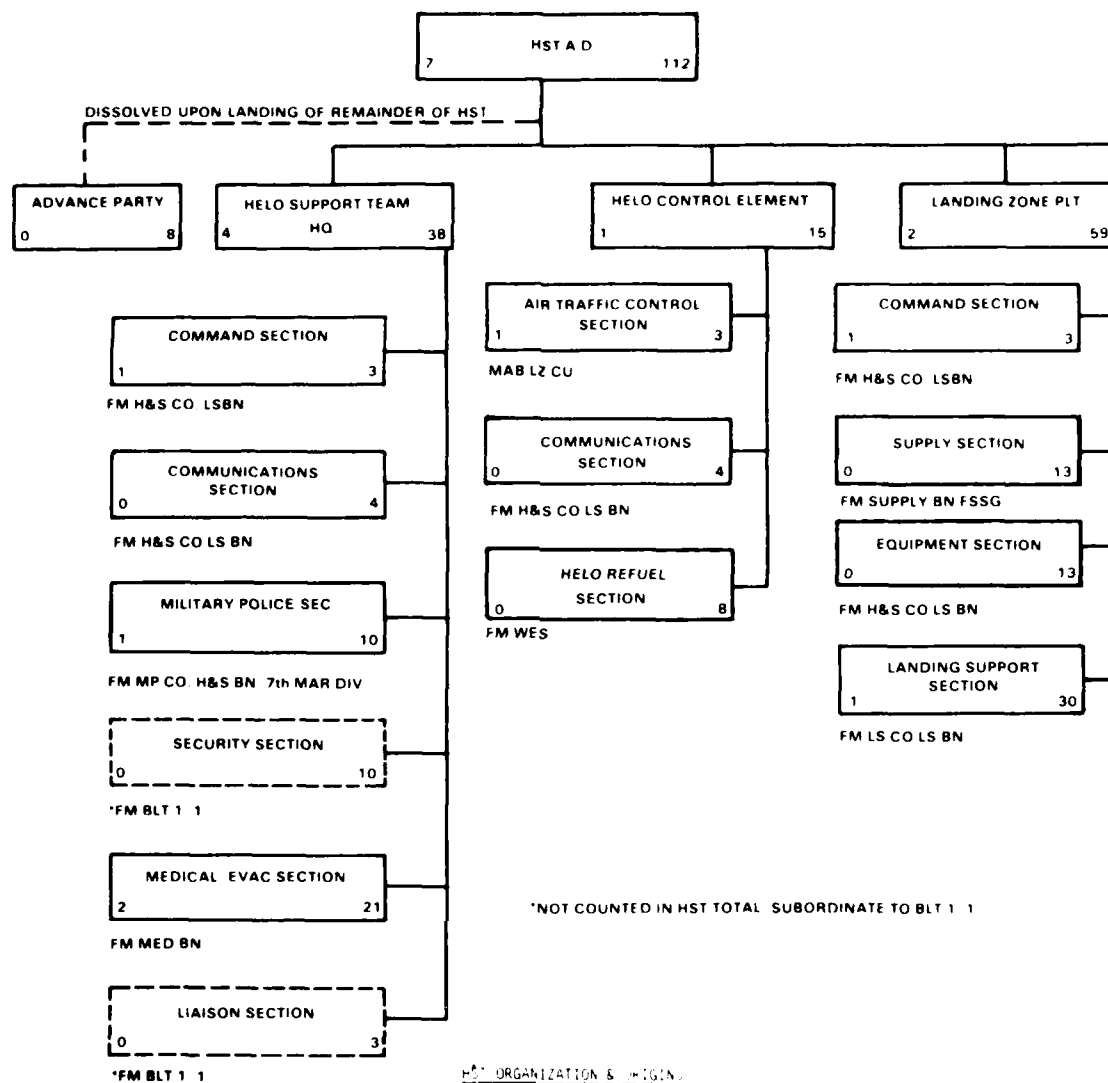 HST A D
7 112
DISSOLVED UPON LANDING OF REMAINDER OF HST
ADVANCE PARTY
0 8
HELO SUPPORT TEAM
HQ
4 38
HELO CONTROL ELEMENT
1 15
LANDING ZONE PLT
2 59
COMMAND SECTION
1 3
FM H&S CO. LSBN
COMMUNICATIONS
SECTION
0 4
FM H&S CO LS BN
MILITARY POLICE SEC
1 10
FM MP CO. H&S BN 7th MAR DIV
SECURITY SECTION
0 10
*FM BLT 1 1
MEDICAL EVAC SECTION
2 21
FM MED BN
LIAISON SECTION
0 3
*FM BLT 1 1
AIR TRAFFIC CONTROL
SECTION
1 3
MAB LZ CU
COMMUNICATIONS
SECTION
0 4
FM H&S CO LS BN
HELO REFUEL
SECTION
0 8
FM WES
COMMAND SECTION
1 3
FM H&S CO LSBN
SUPPLY SECTION
0 13
FM SUPPLY BN FSSG
EQUIPMENT SECTION
0 13
FM H&S CO LS BN
LANDING SUPPORT
SECTION
1 30
FM LS CO LS BN
*NOT COUNTED IN HST TOTAL SUBORDINATE TO BLT 1 1
ORGANIZATION &